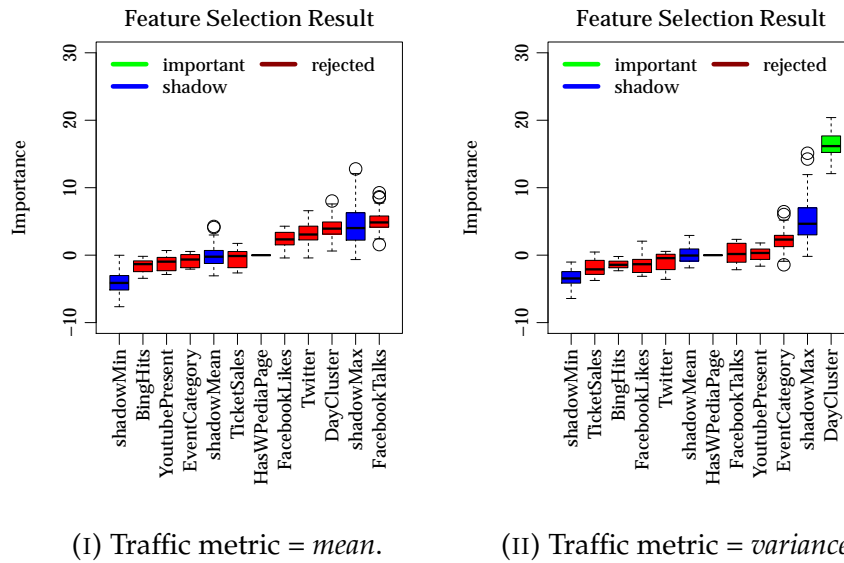 Feature Selection Result
Importance
30
20
10
0
−10
important
rejected
shadow
shadowMin
BingHits
YoutubePresent
EventCategory
shadowMean
TicketSales
HasWPediaPage
FacebookLikes
Twitter
DayCluster
shadowMax
FacebookTalks
(I) Traffic metric = mean.
Feature Selection Result
Importance
30
20
10
0
−10
important
rejected
shadow
shadowMin
TicketSales
BingHits
FacebookLikes
Twitter
shadowMean
HasWPediaPage
FacebookTalks
YoutubePresent
EventCategory
shadowMax
DayCluster
(II) Traffic metric = variance